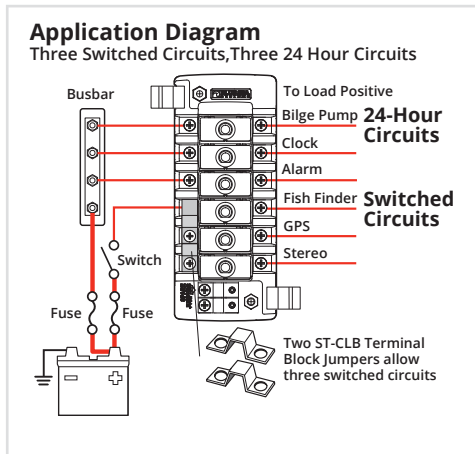 Application Diagram
Three Switched Circuits,Three 24 Hour Circuits
Busbar
To Load Positive
Bilge Pump
24-Hour
Circuits
Clock
Alarm
Fish Finder
Switched
Circuits
GPS
Stereo
Switch
Fuse
Fuse
Two ST-CLB Terminal
Block Jumpers allow
three switched circuits